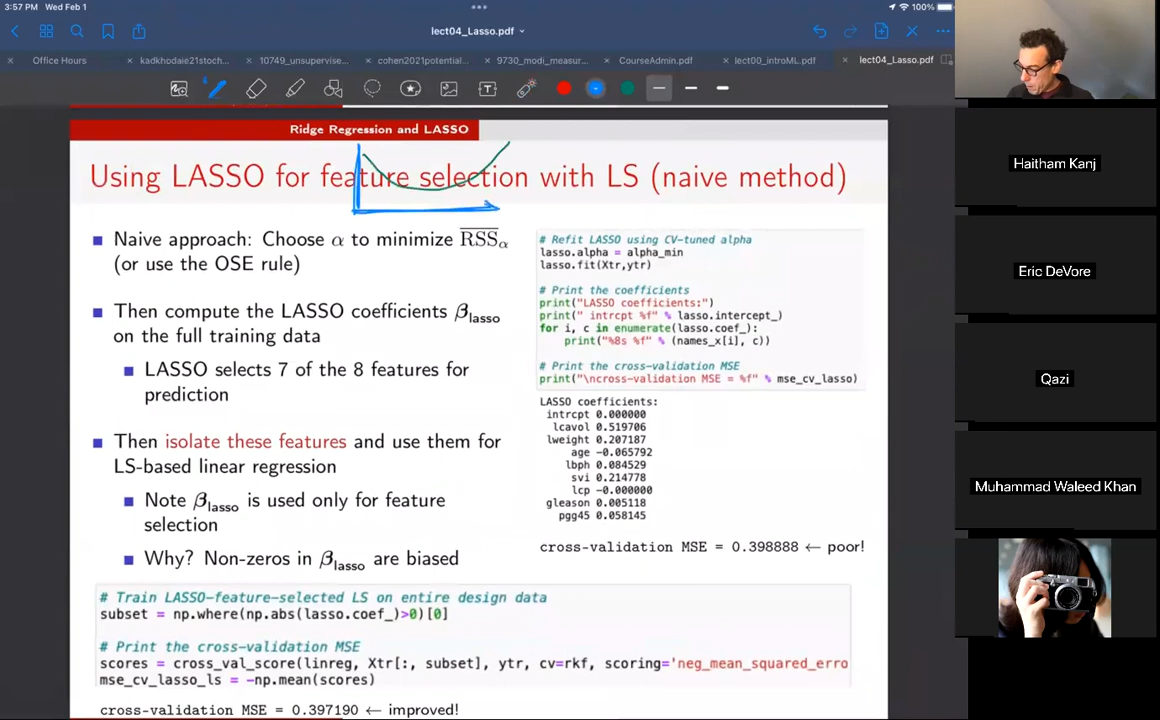 3:57 PM Wed Feb 1
100%
lect04_Lasso.pdf
Office Hours
kadkhodaie21stoch...
10749_unsupervise...
cohen2021potential...
9730_modi_measur...
CourseAdmin.pdf
lect00_introML.pdf
lect04_Lasso.pdf
Ridge Regression and LASSO
Using LASSO for feature selection with LS (naive method)
Naive approach: Choose α to minimize RSSα
(or use the OSE rule)
Then compute the LASSO coefficients βlasso
on the full training data
LASSO selects 7 of the 8 features for
prediction
Then isolate these features and use them for
LS-based linear regression
Note βlasso is used only for feature
selection
Why? Non-zeros in βlasso are biased
# Refit LASSO using CV-tuned alpha
lasso.alpha = alpha_min
lasso.fit(Xtr,ytr)
# Print the coefficients
print("LASSO coefficients:")
print(" intrcpt %f" % lasso.intercept_)
for i, c in enumerate(lasso.coef_):
print("%8s %f" % (names_x[i], c))
# Print the cross-validation MSE
print("\ncross-validation MSE = %f" % mse_cv_lasso)
LASSO coefficients:
intrcpt 0.000000
lcavol 0.519706
lweight 0.207187
age -0.065792
lbph 0.084529
svi 0.214778
lcp -0.000000
gleason 0.005118
pgg45 0.058145
cross-validation MSE = 0.398888 ← poor!
# Train LASSO-feature-selected LS on entire design data
subset = np.where(np.abs(lasso.coef_)>0)[0]
# Print the cross-validation MSE
scores = cross_val_score(linreg, Xtr[:, subset], ytr, cv=rkf, scoring='neg_mean_squared_erro
mse_cv_lasso_ls = -np.mean(scores)
cross-validation MSE = 0.397190 ← improved!
Haitham Kanj
Eric DeVore
Qazi
Muhammad Waleed Khan